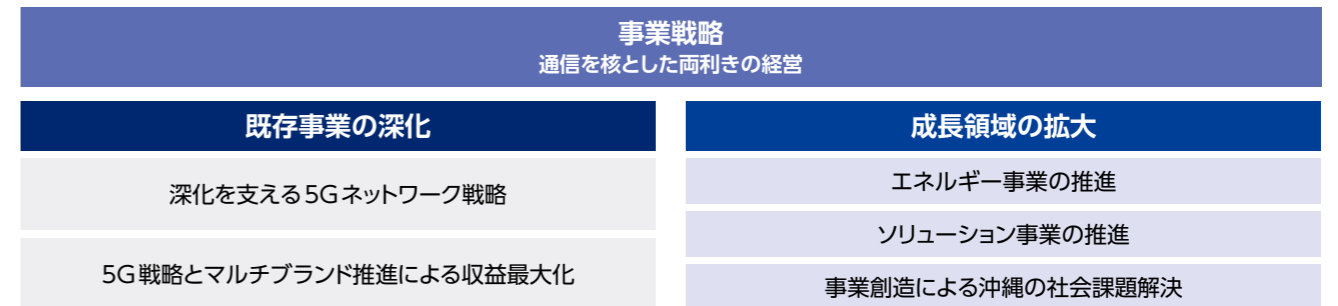 事業戦略
通信を核とした両利きの経営
既存事業の深化
深化を支える5Gネットワーク戦略
5G戦略とマルチブランド推進による収益最大化
成長領域の拡大
エネルギー事業の推進
ソリューション事業の推進
事業創造による沖縄の社会課題解決